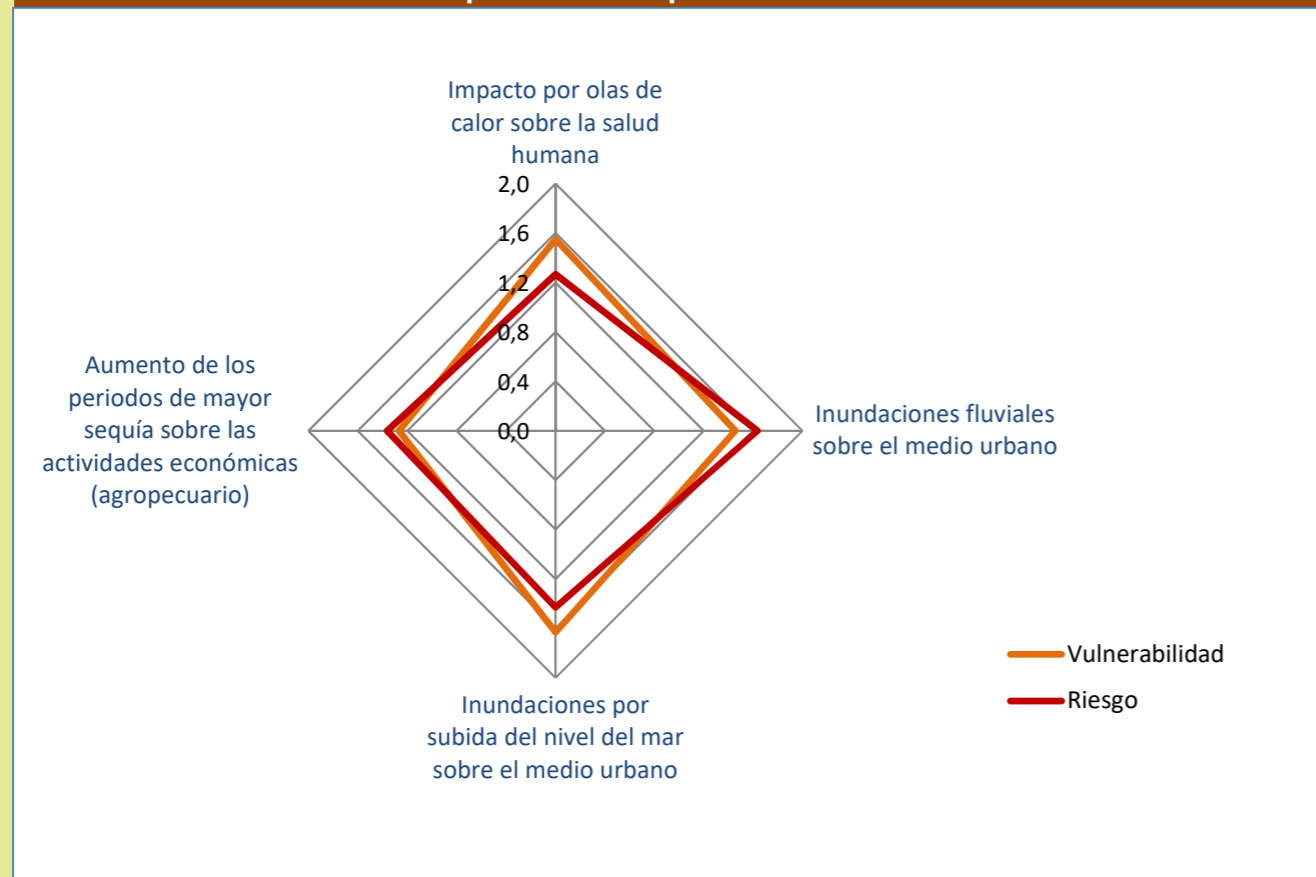 Impacto por olas de
calor sobre la salud
humana
2,0
1,6
1,2
0,8
0,4
0,0
Aumento de los
periodos de mayor
sequía sobre las
actividades económicas
(agropecuario)
Inundaciones fluviales
sobre el medio urbano
Inundaciones por
subida del nivel del mar
sobre el medio urbano
Vulnerabilidad
Riesgo